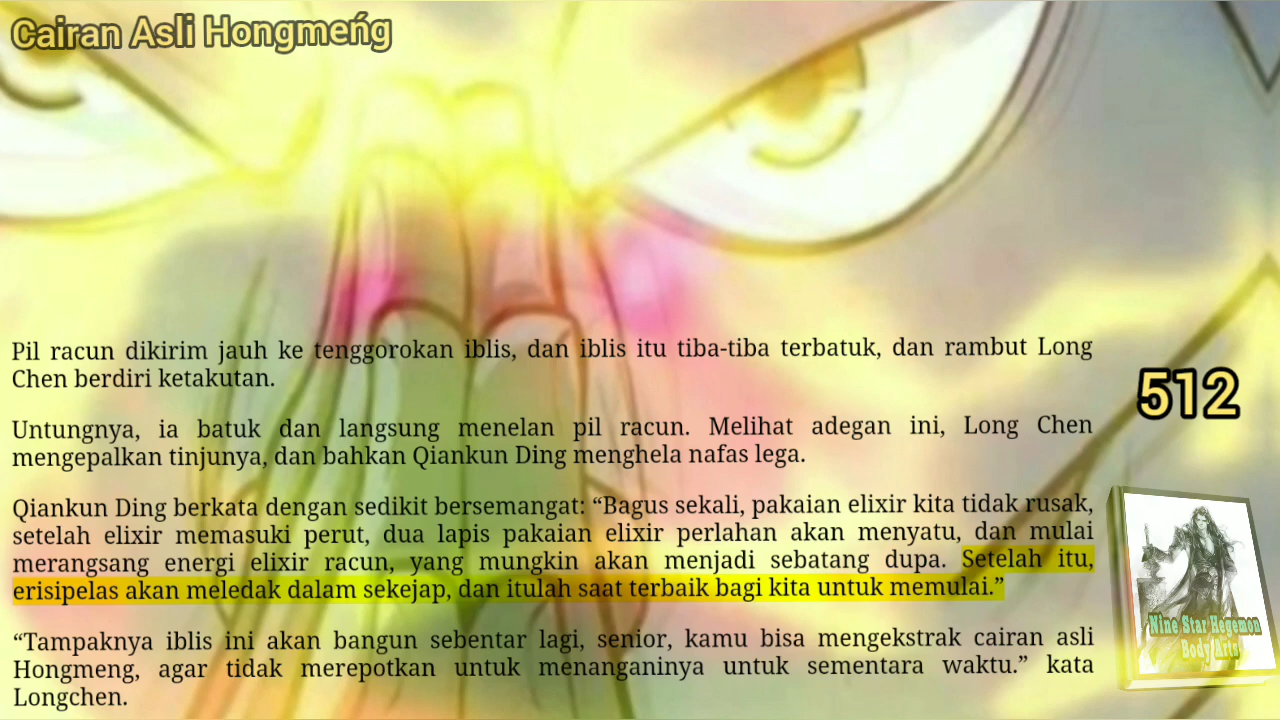 Cairan Asli Hongmeńg
Pil racun dikirim jauh ke tenggorokan iblis, dan iblis itu tiba-tiba terbatuk, dan rambut Long
Chen berdiri ketakutan.
Untungnya, ia batuk dan langsung menelan pil racun. Melihat adegan ini, Long Chen
mengepalkan tinjunya, dan bahkan Qiankun Ding menghela nafas lega.
512
Qiankun Ding berkata dengan sedikit bersemangat: “Bagus sekali, pakaian elixir kita tidak rusak,
setelah elixir memasuki perut, dua lapis pakaian elixir perlahan akan menyatu, dan mulai
merangsang energi elixir racun, yang mungkin akan menjadi sebatang dupa. Setelah itu,
erisipelas akan meledak dalam sekejap, dan itulah saat terbaik bagi kita untuk memulai.”
“Tampaknya iblis ini akan bangun sebentar lagi, senior, kamu bisa mengekstrak cairan asli
Hongmeng, agar tidak merepotkan untuk menanganinya untuk sementara waktu.” kata
Longchen.
Nine Star Hegemon
Body Arts